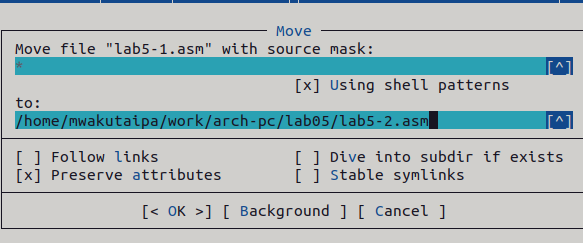 Move
Move file "lab5-1.asm" with source mask:
* [^]
[x] Using shell patterns
to:
/home/mwakutaipa/work/arch-pc/lab05/lab5-2.asm [^]
[ ] Follow links [ ] Dive into subdir if exists
[x] Preserve attributes [ ] Stable symlinks
[< OK >] [ Background ] [ Cancel ]